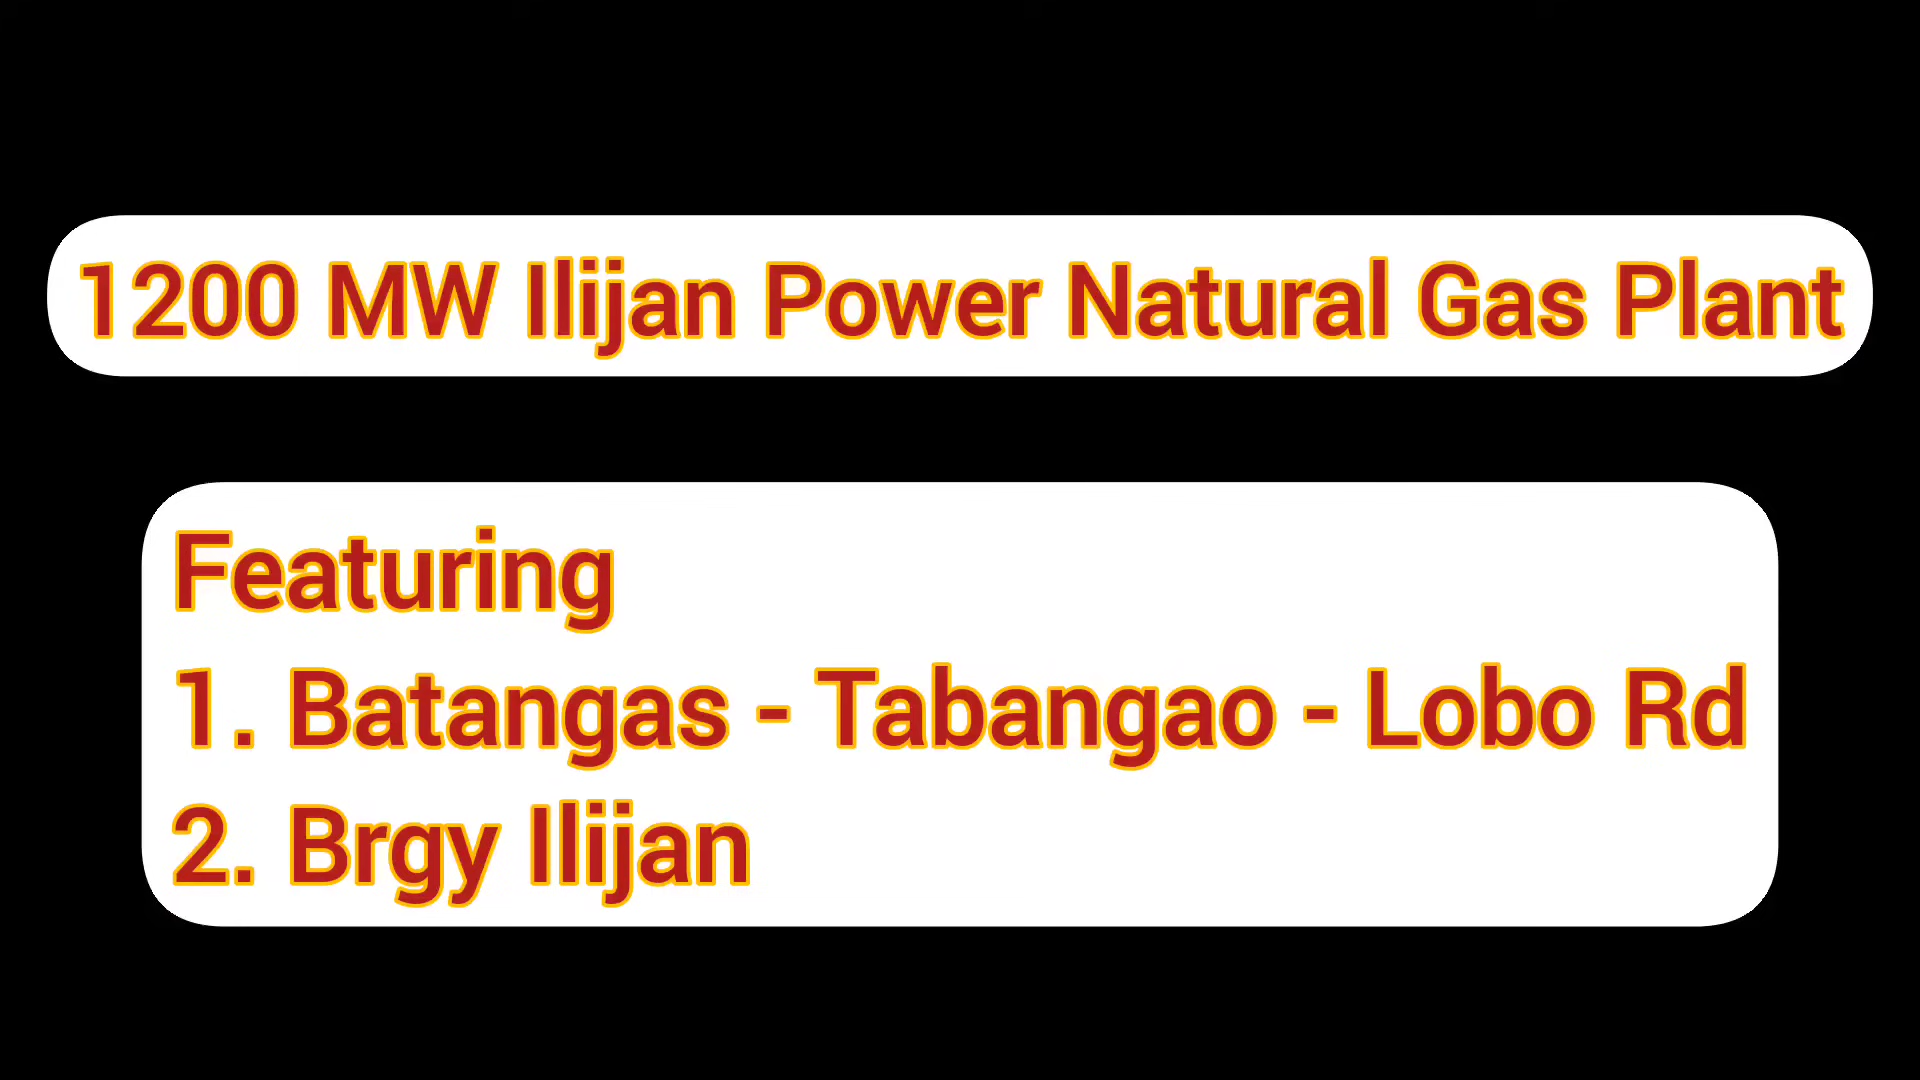 1200 MW Ilijan Power Natural Gas Plant
Featuring
1. Batangas - Tabangao - Lobo Rd
2. Brgy Ilijan